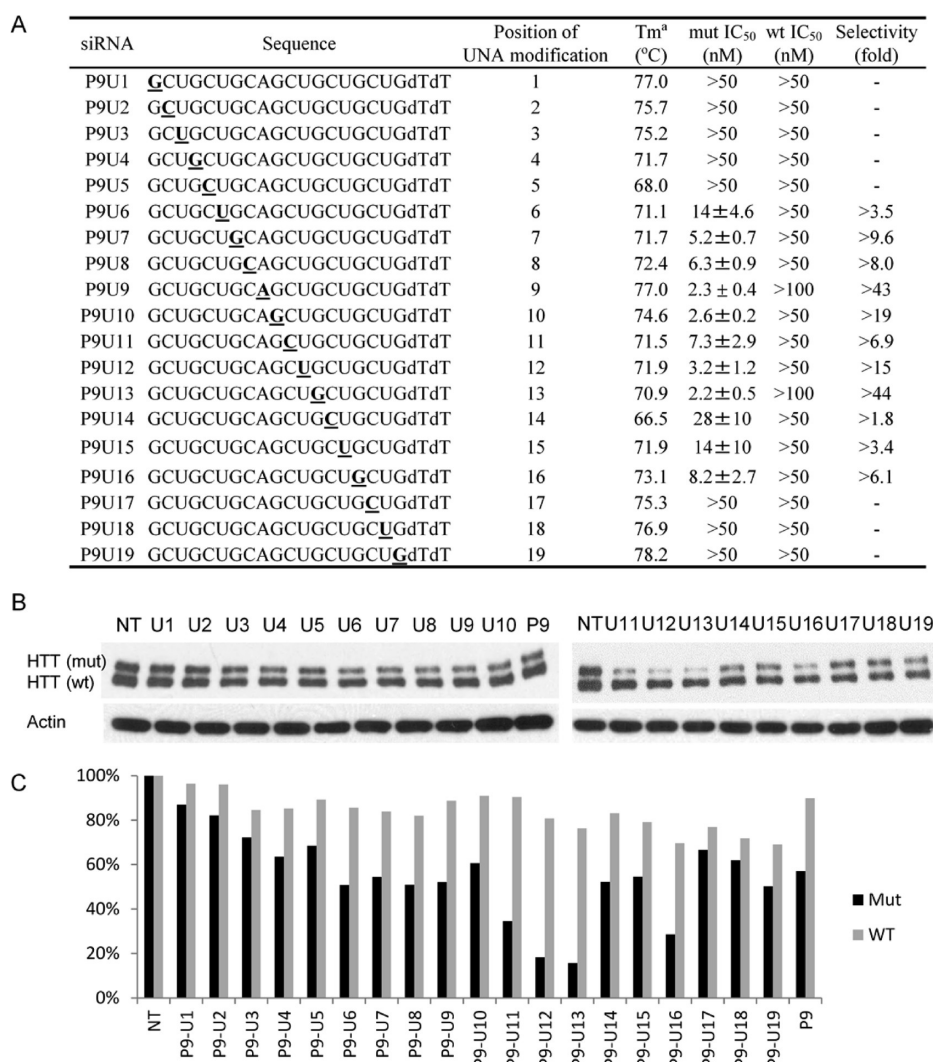 A
siRNA Sequence Position of UNA modification Tmᵃ (°C) mut IC₅₀ (nM) wt IC₅₀ (nM) Selectivity (fold)
P9U1 GCUGCUGCAGCUGCUGCUGdTdT 1 77.0 >50 >50 -
P9U2 GCUGCUGCAGCUGCUGCUGdTdT 2 75.7 >50 >50 -
P9U3 GCUGCUGCAGCUGCUGCUGdTdT 3 75.2 >50 >50 -
P9U4 GCUGCUGCAGCUGCUGCUGdTdT 4 71.7 >50 >50 -
P9U5 GCUGCUGCAGCUGCUGCUGdTdT 5 68.0 >50 >50 -
P9U6 GCUGCUGCAGCUGCUGCUGdTdT 6 71.1 14±4.6 >50 >3.5
P9U7 GCUGCUGCAGCUGCUGCUGdTdT 7 71.7 5.2±0.7 >50 >9.6
P9U8 GCUGCUGCAGCUGCUGCUGdTdT 8 72.4 6.3±0.9 >50 >8.0
P9U9 GCUGCUGCAGCUGCUGCUGdTdT 9 77.0 2.3 ± 0.4 >100 >43
P9U10 GCUGCUGCAGCUGCUGCUGdTdT 10 74.6 2.6±0.2 >50 >19
P9U11 GCUGCUGCAGCUGCUGCUGdTdT 11 71.5 7.3±2.9 >50 >6.9
P9U12 GCUGCUGCAGCUGCUGCUGdTdT 12 71.9 3.2±1.2 >50 >15
P9U13 GCUGCUGCAGCUGCUGCUGdTdT 13 70.9 2.2±0.5 >100 >44
P9U14 GCUGCUGCAGCUGCUGCUGdTdT 14 66.5 28±10 >50 >1.8
P9U15 GCUGCUGCAGCUGCUGCUGdTdT 15 71.9 14±10 >50 >3.4
P9U16 GCUGCUGCAGCUGCUGCUGdTdT 16 73.1 8.2±2.7 >50 >6.1
P9U17 GCUGCUGCAGCUGCUGCUGdTdT 17 75.3 >50 >50 -
P9U18 GCUGCUGCAGCUGCUGCUGdTdT 18 76.9 >50 >50 -
P9U19 GCUGCUGCAGCUGCUGCUGdTdT 19 78.2 >50 >50 -
B
NT U1 U2 U3 U4 U5 U6 U7 U8 U9 U10 P9 NT U11 U12 U13 U14 U15 U16 U17 U18 U19
HTT (mut)
HTT (wt)
Actin
C
100%
80%
60%
40%
20%
0%
Mut
WT
NT P9-U1 P9-U2 P9-U3 P9-U4 P9-U5 P9-U6 P9-U7 P9-U8 P9-U9 P9-U10 P9-U11 P9-U12 P9-U13 P9-U14 P9-U15 P9-U16 P9-U17 P9-U18 P9-U19 P9